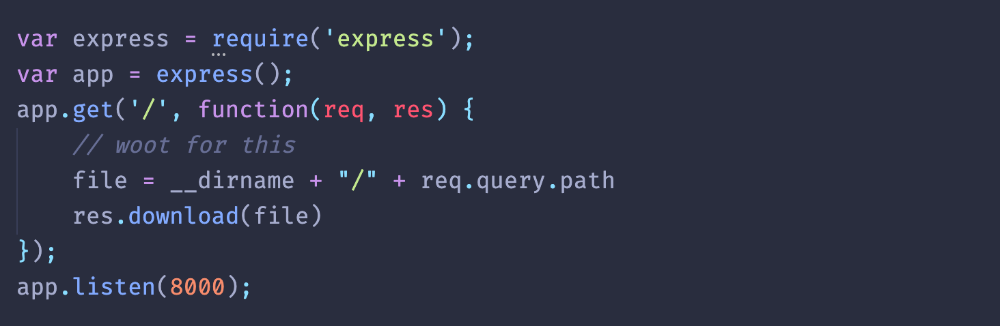 var express = require('express');
var app = express();
app.get('/', function(req, res) {
    // woot for this
    file = __dirname + "/" + req.query.path
    res.download(file)
});
app.listen(8000);